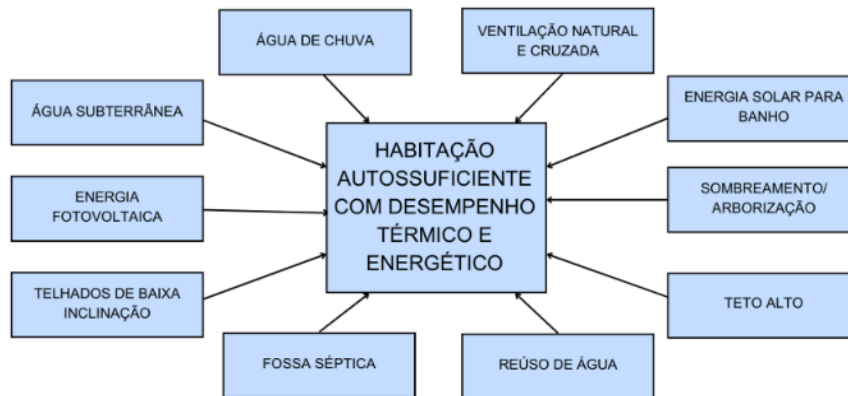 ÁGUA DE CHUVA
VENTILAÇÃO NATURAL
E CRUZADA
ÁGUA SUBTERRÂNEA
ENERGIA SOLAR PARA
BANHO
HABITAÇÃO
AUTOSSUFICIENTE
COM DESEMPENHO
TÉRMICO E
ENERGÉTICO
ENERGIA
FOTOVOLTAICA
SOMBREAMENTO/
ARBORIZAÇÃO
TELHADOS DE BAIXA
INCLINAÇÃO
TETO ALTO
FOSSA SÉPTICA
REÚSO DE ÁGUA